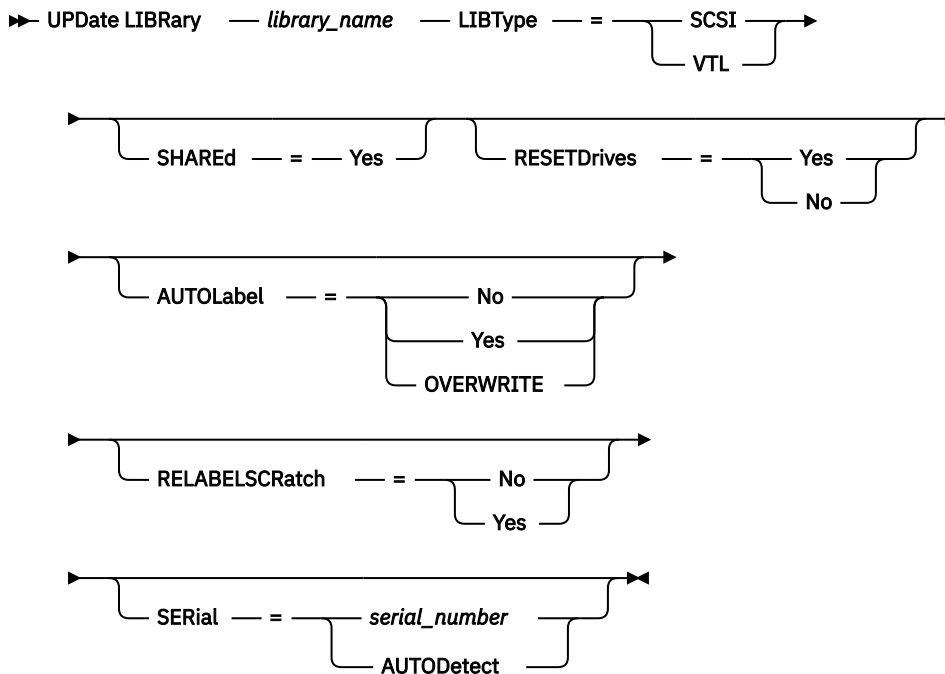 UPDate LIBRary library_name LIBType = SCSI
VTL
SHAREd = Yes RESETDrives = Yes
No
AUTOLabel = No
Yes
OVERWRITE
RELABELSCRatch = No
Yes
SERial = serial_number
AUTODetect